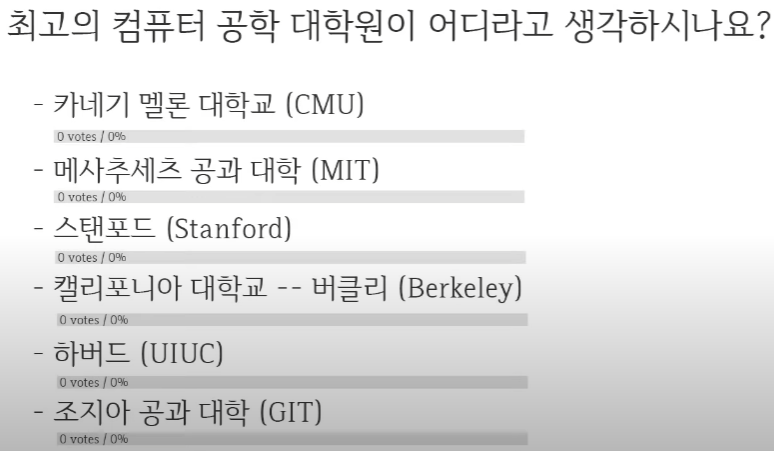 최고의 컴퓨터 공학 대학원이 어디라고 생각하시나요?
- 카네기 멜론 대학교 (CMU)
0 votes / 0%
- 메사추세츠 공과 대학 (MIT)
0 votes / 0%
- 스탠포드 (Stanford)
0 votes / 0%
- 캘리포니아 대학교 -- 버클리 (Berkeley)
0 votes / 0%
- 하버드 (UIUC)
0 votes / 0%
- 조지아 공과 대학 (GIT)
0 votes / 0%